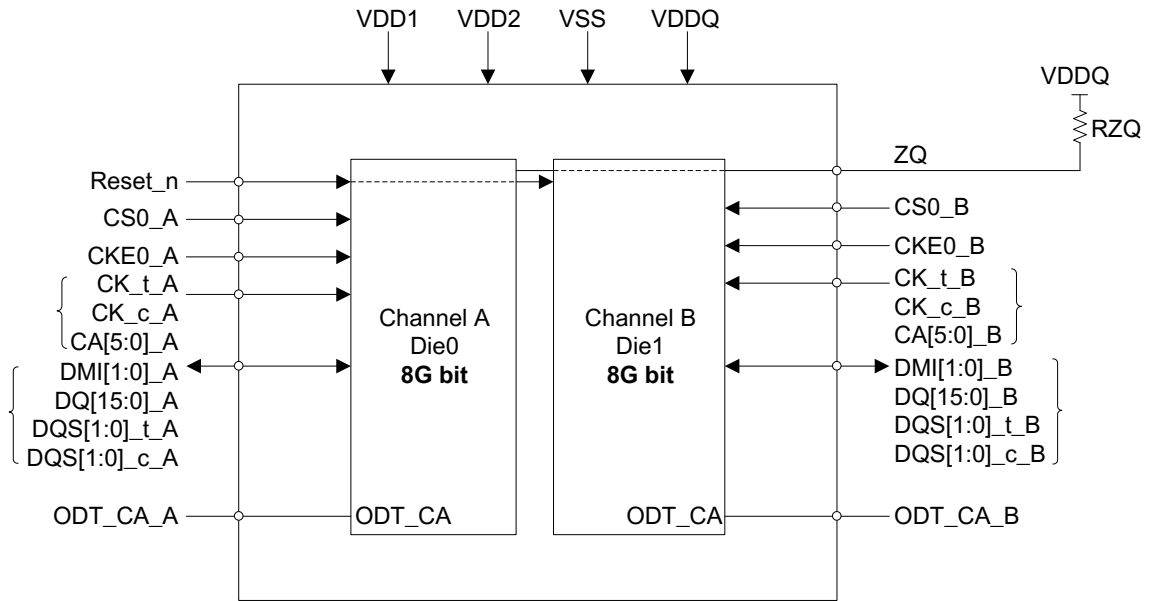 VDD1 VDD2 VSS VDDQ
VDDQ
RZQ
ZQ
Reset_n
CS0_A
CKE0_A
CK_t_A
CK_c_A
CA[5:0]_A
DMI[1:0]_A
DQ[15:0]_A
DQS[1:0]_t_A
DQS[1:0]_c_A
ODT_CA_A
Channel A
Die0
8G bit
ODT_CA
Channel B
Die1
8G bit
ODT_CA
CS0_B
CKE0_B
CK_t_B
CK_c_B
CA[5:0]_B
DMI[1:0]_B
DQ[15:0]_B
DQS[1:0]_t_B
DQS[1:0]_c_B
ODT_CA_B